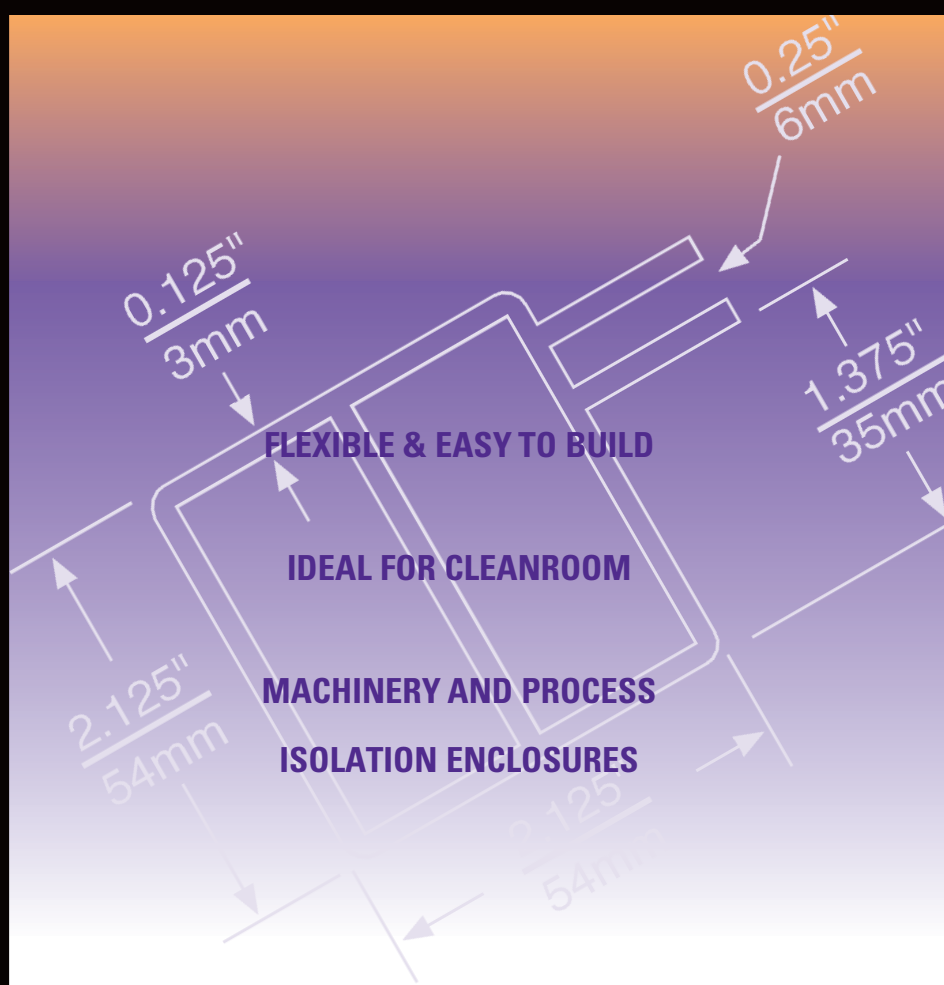 0.25"
6mm
0.125"
3mm
1.375"
35mm
FLEXIBLE & EASY TO BUILD
IDEAL FOR CLEANROOM
2.125"
54mm
MACHINERY AND PROCESS
ISOLATION ENCLOSURES
2.125"
54mm